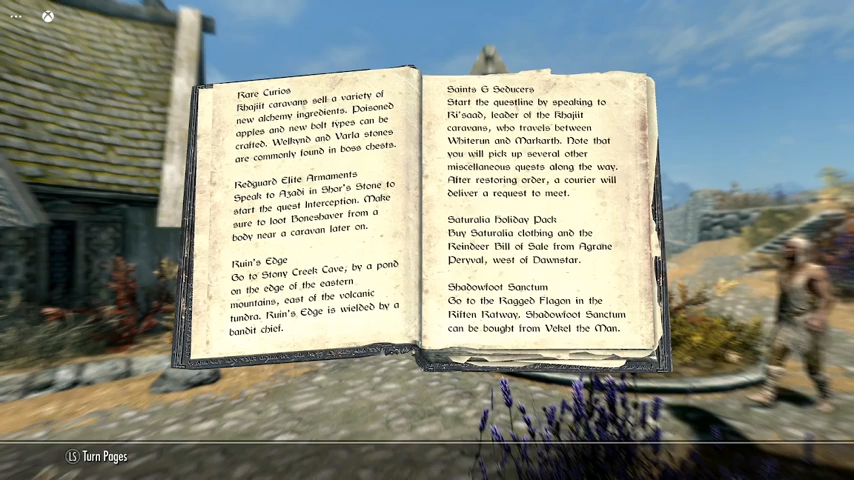 Rare Curios
Khajiit caravans sell a variety of
new alchemy ingredients. Poisoned
apples and new bolt types can be
crafted. Welkynd and Varla stones
are commonly found in boss chests.
Redguard Elite Armaments
Speak to Azadi in Shor's Stone to
start the quest Interception. Make
sure to loot Boneshaver from a
body near a caravan later on.
Ruin's Edge
Go to Stony Creek Cave, by a pond
on the edge of the eastern
mountains, east of the volcanic
tundra. Ruin's Edge is wielded by a
bandit chief.
Saints & Seducers
Start the questline by speaking to
Ri'saad, leader of the Khajiit
caravans, who travels between
Whiterun and Markarth. Note that
you will pick up several other
miscellaneous quests along the way.
After restoring order, a courier will
deliver a request to meet.
Saturalia Holiday Pack
Buy Saturalia clothing and the
Reindeer Bill of Sale from Agrane
Peryval, west of Dawnstar.
Shadowfoot Sanctum
Go to the Ragged Flagon in the
Riften Ratway. Shadowfoot Sanctum
can be bought from Vekel the Man.
LS Turn Pages